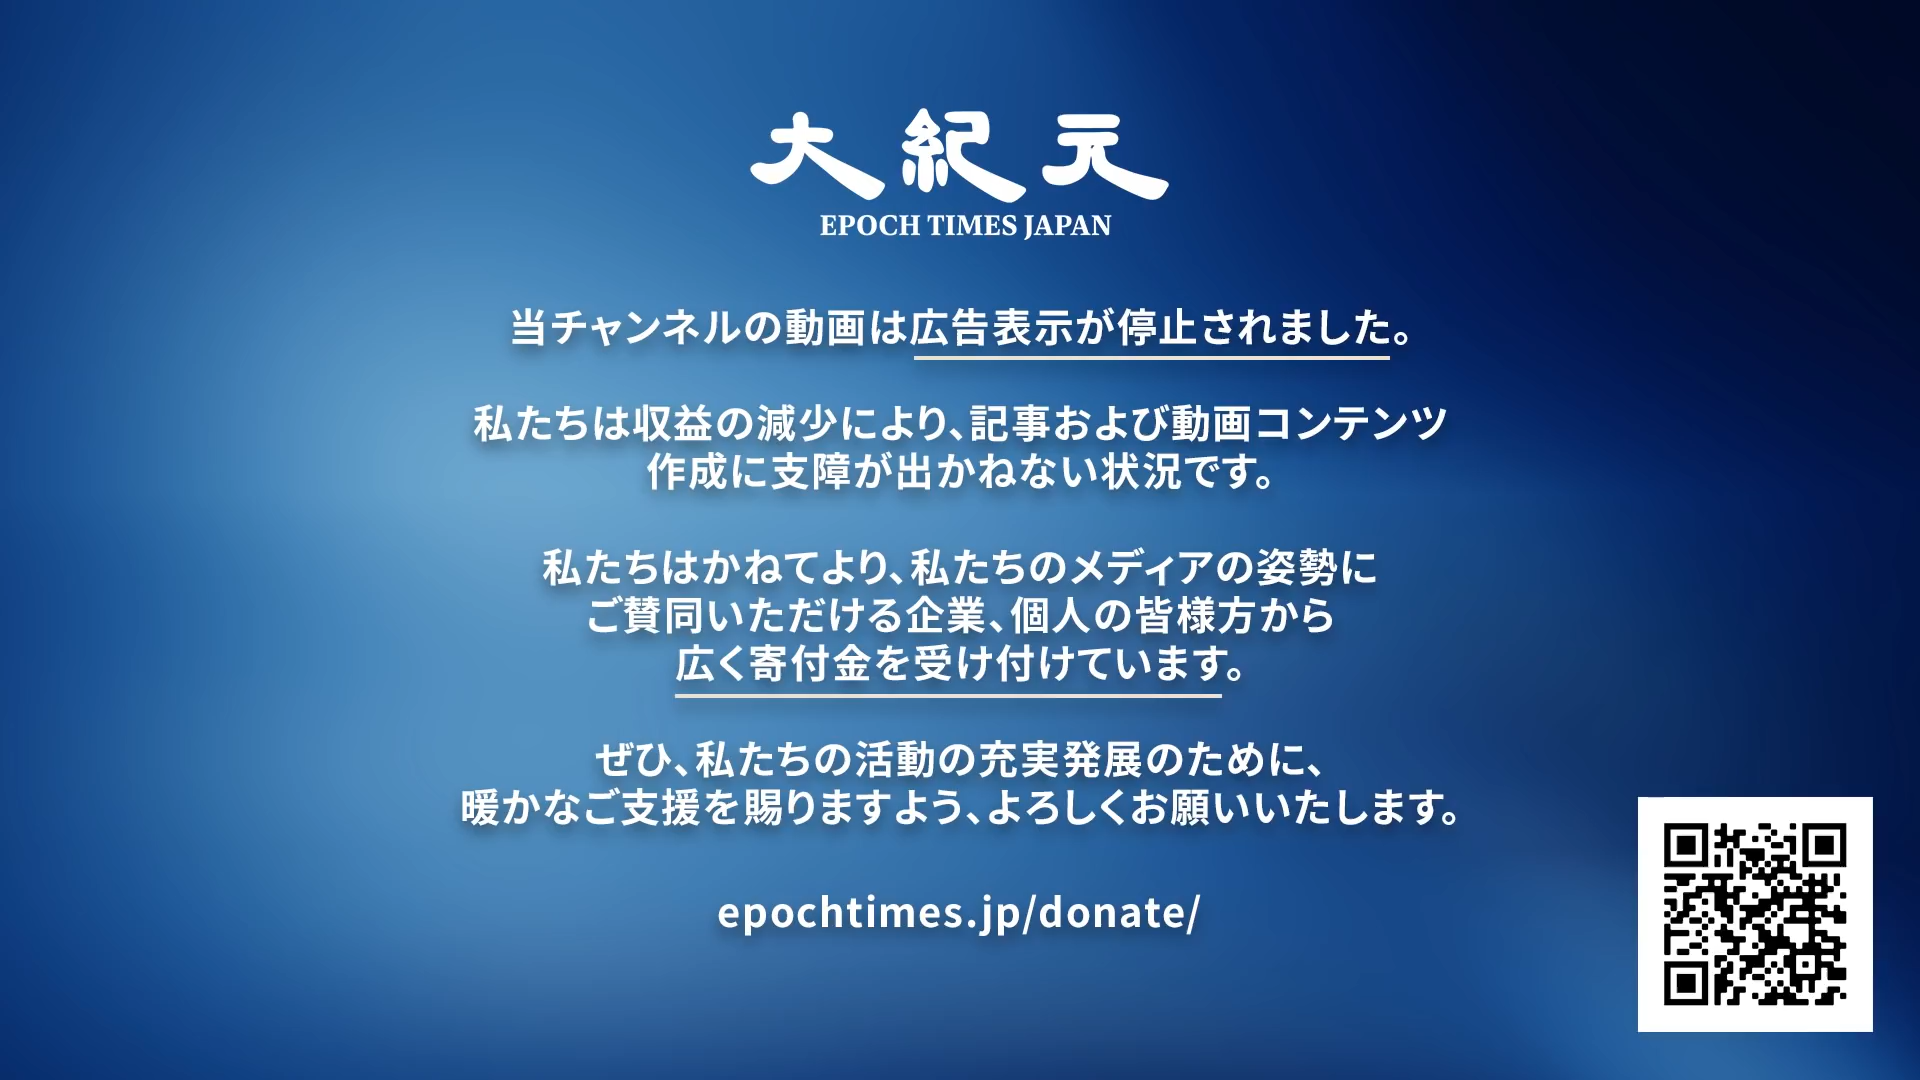 大紀元
EPOCH TIMES JAPAN
当チャンネルの動画は広告表示が停止されました。
私たちは収益の減少により、記事および動画コンテンツ
作成に支障が出かねない状況です。
私たちはかねてより、私たちのメディアの姿勢に
ご賛同いただける企業、個人の皆様方から
広く寄付金を受け付けています。
ぜひ、私たちの活動の充実発展のために、
暖かなご支援を賜りますよう、よろしくお願いいたします。
epochtimes.jp/donate/